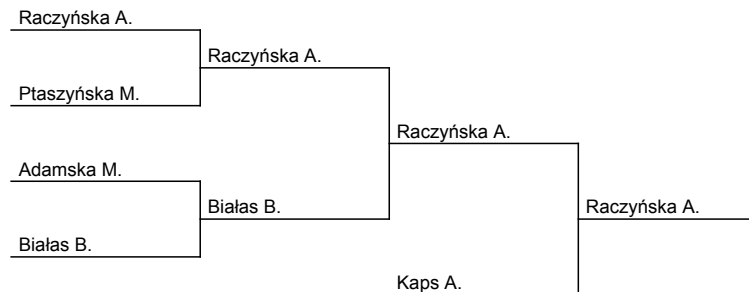 Raczyńska A.
Raczyńska A.
Ptaszyńska M.
Raczyńska A.
Adamska M.
Białas B.
Raczyńska A.
Białas B.
Kaps A.